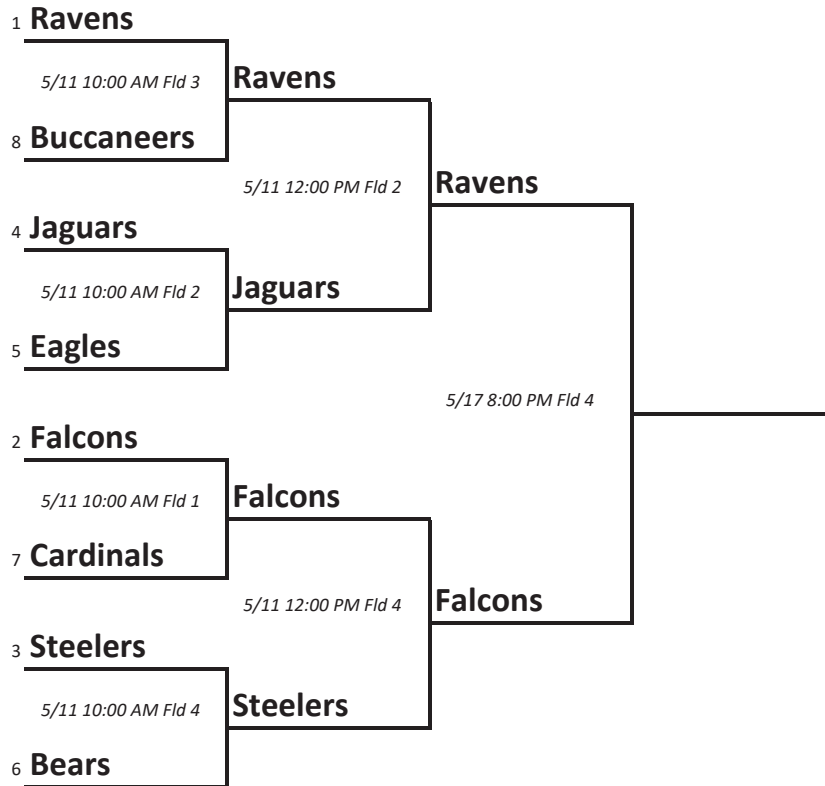 1 Ravens
5/11 10:00 AM Fld 3
Ravens
8 Buccaneers
5/11 12:00 PM Fld 2
Ravens
4 Jaguars
5/11 10:00 AM Fld 2
Jaguars
5 Eagles
5/17 8:00 PM Fld 4
2 Falcons
5/11 10:00 AM Fld 1
Falcons
7 Cardinals
5/11 12:00 PM Fld 4
Falcons
3 Steelers
5/11 10:00 AM Fld 4
Steelers
6 Bears